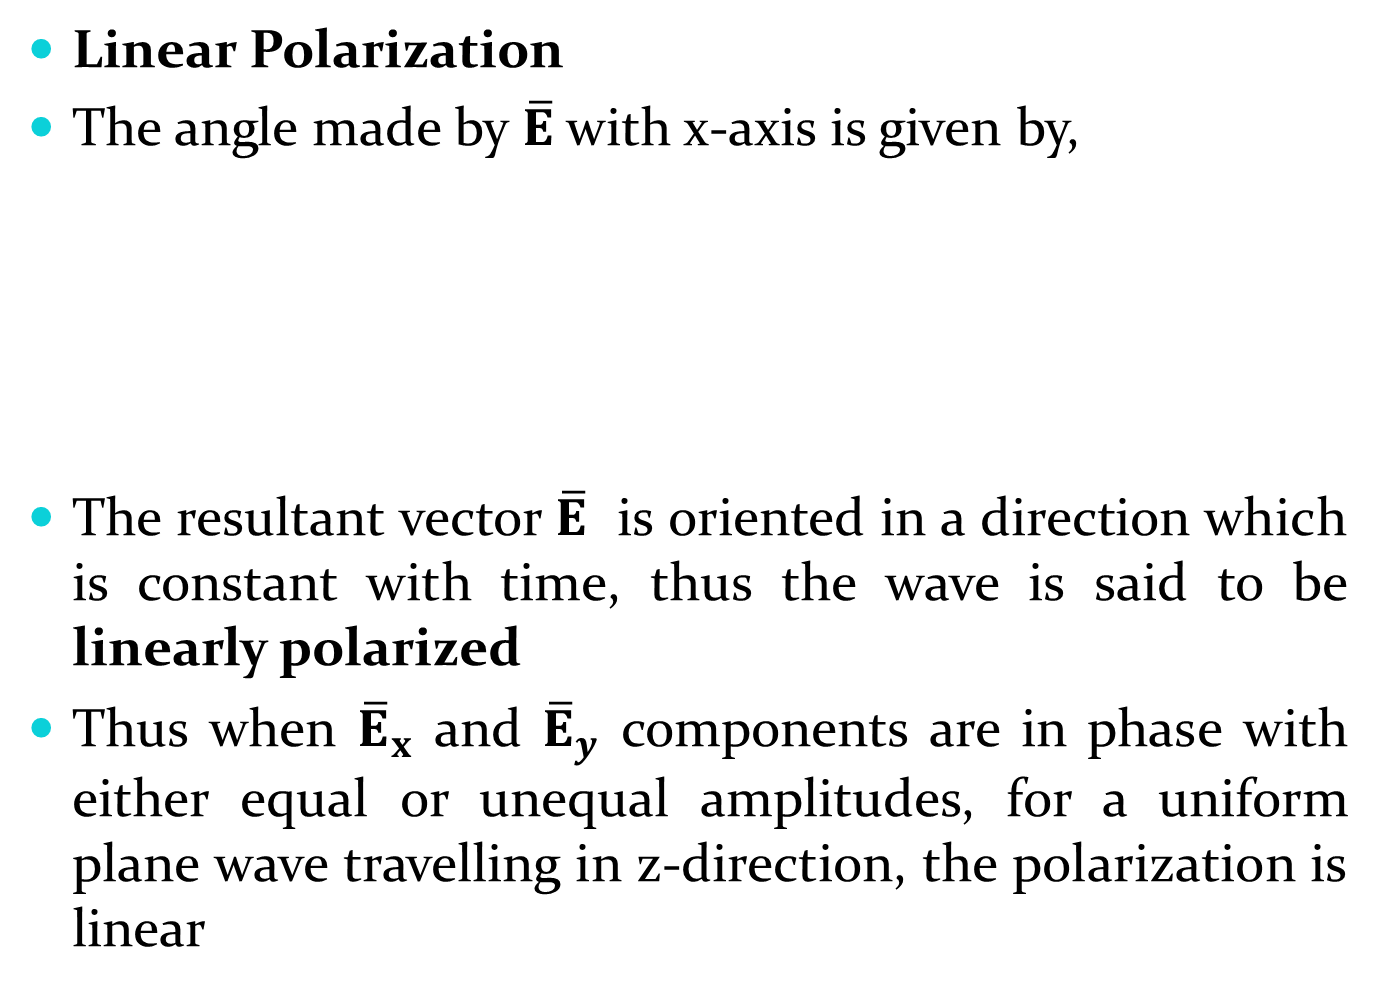 • Linear Polarization
• The angle made by E̅ with x-axis is given by,
• The resultant vector E̅ is oriented in a direction which
is constant with time, thus the wave is said to be
linearly polarized
• Thus when E̅ₓ and E̅ᵧ components are in phase with
either equal or unequal amplitudes, for a uniform
plane wave travelling in z-direction, the polarization is
linear